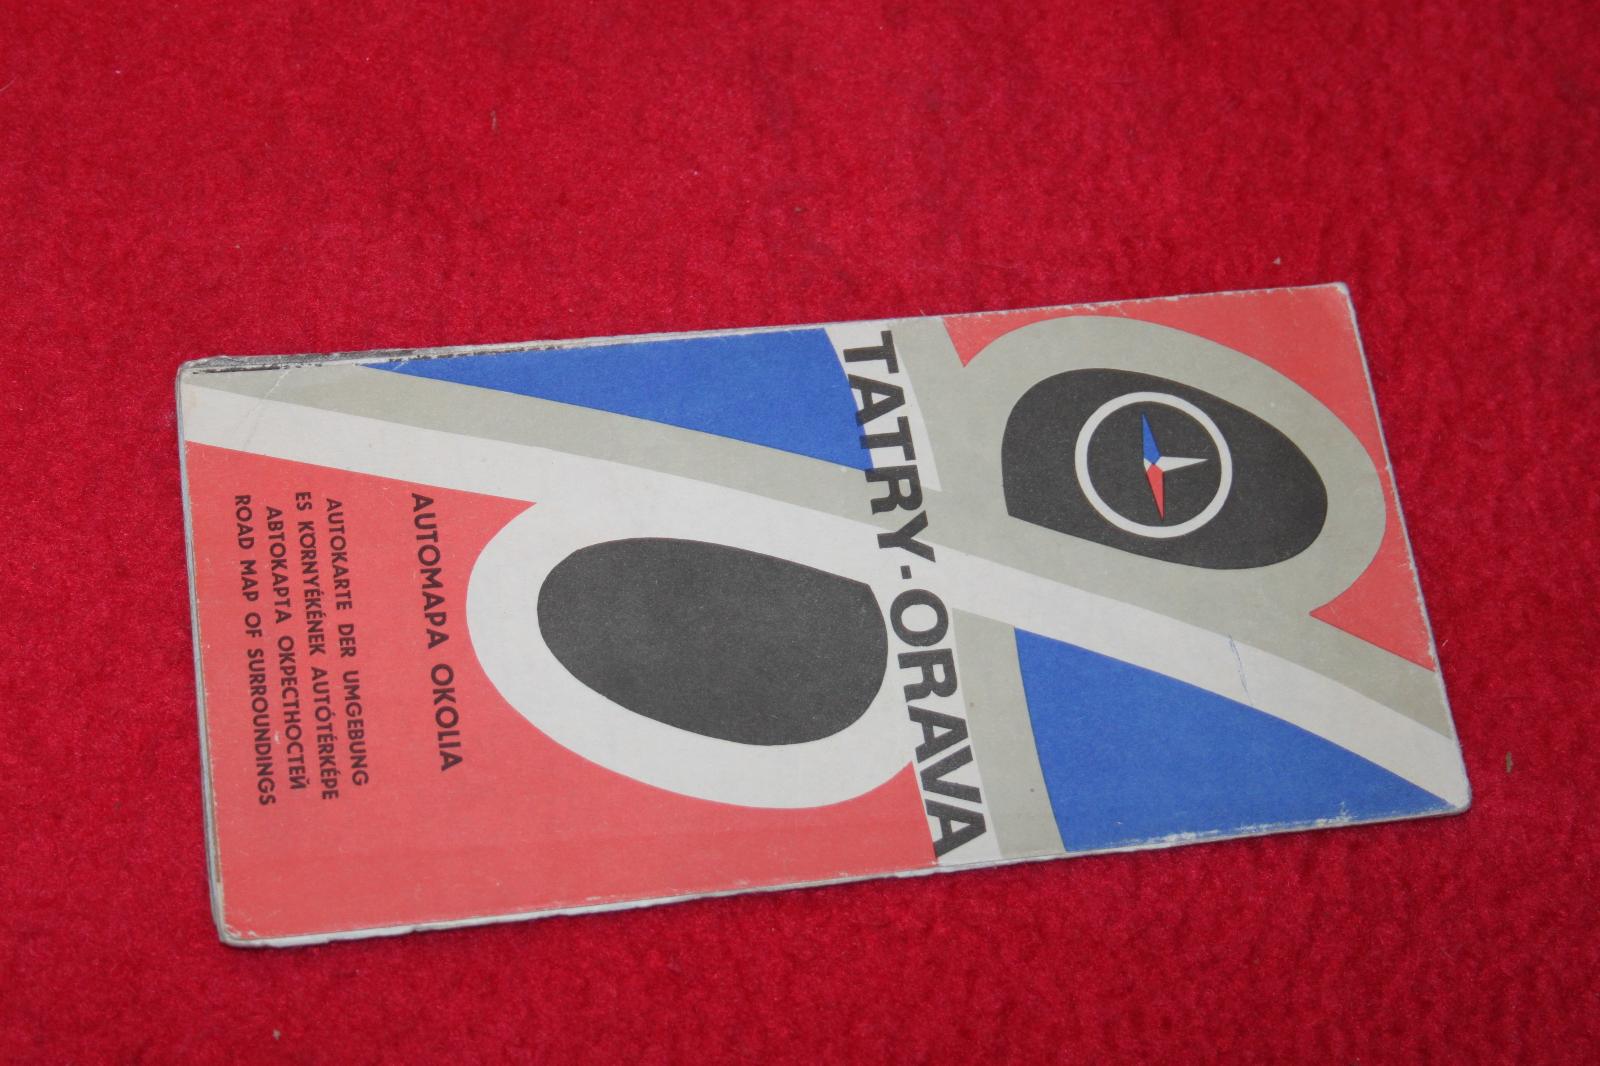 TATRY-ORAVA
AUTOMAPA OKOLIA
AUTOKARTE DER UMGEBUNG
ES KÖRNYÉKÉNEK AUTÓTÉRKÉPE
АВТОКАРТА ОКРЕСТНОСТЕЙ
ROAD MAP OF SURROUNDINGS